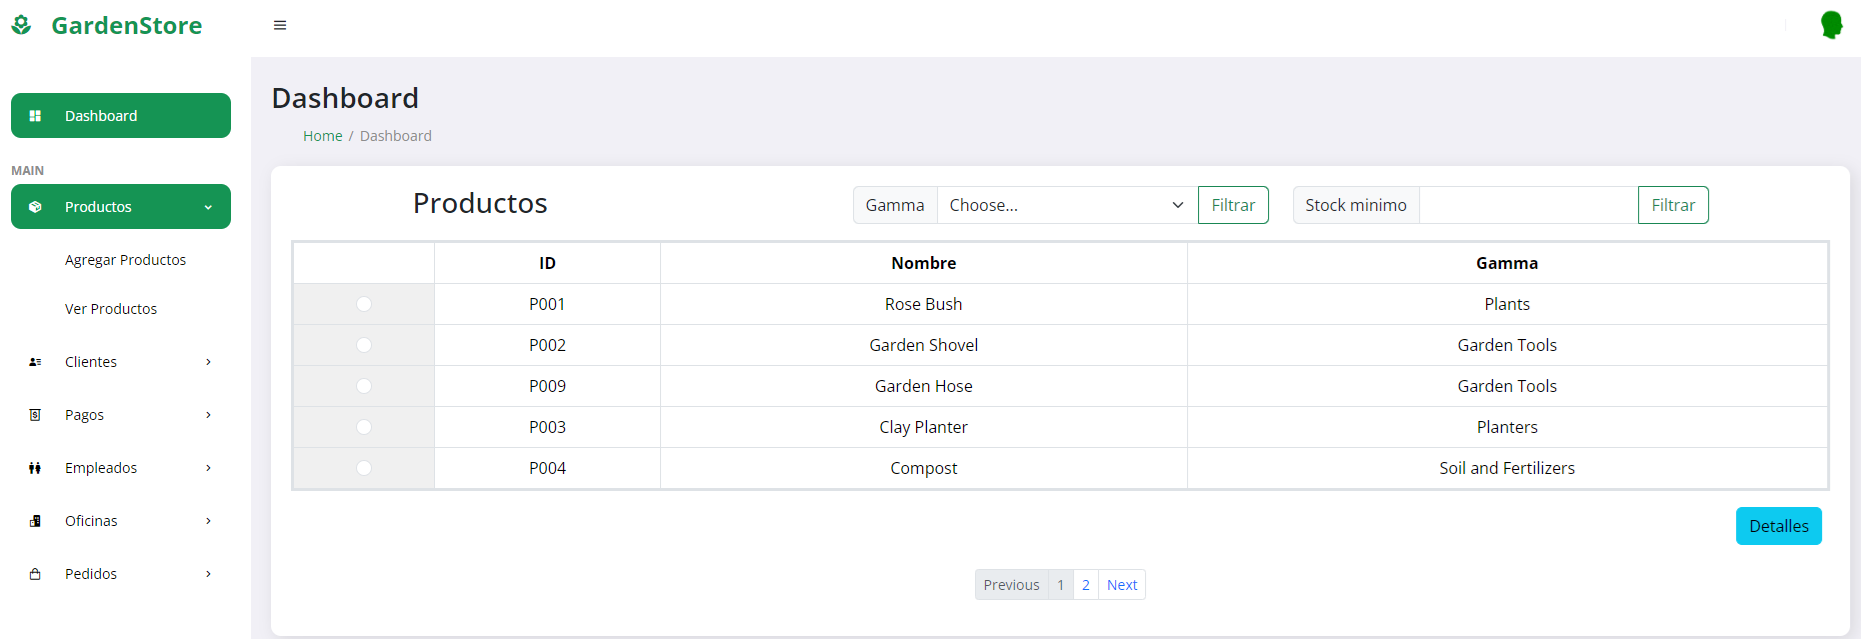 GardenStore
Dashboard
MAIN
Productos
Agregar Productos
Ver Productos
Clientes
Pagos
Empleados
Oficinas
Pedidos
Dashboard
Home / Dashboard
Productos Gamma Choose... Filtrar Stock minimo Filtrar
ID Nombre Gamma
P001 Rose Bush Plants
P002 Garden Shovel Garden Tools
P009 Garden Hose Garden Tools
P003 Clay Planter Planters
P004 Compost Soil and Fertilizers
Detalles
Previous 1 2 Next